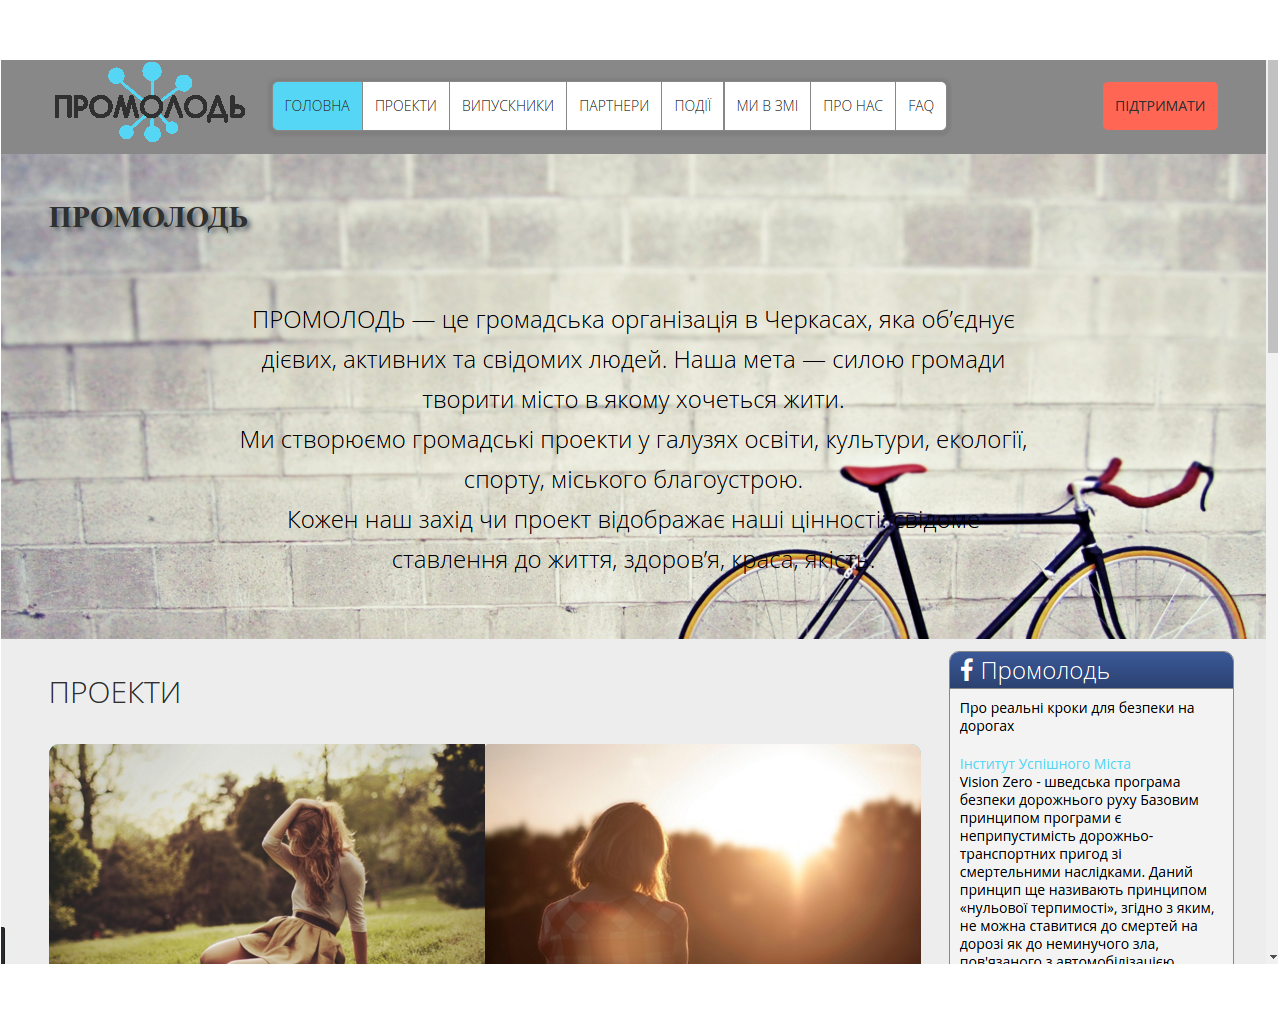 ПРОМОЛОДЬ
ГОЛОВНА
ПРОЕКТИ
ВИПУСКНИКИ
ПАРТНЕРИ
ПОДІЇ
МИ В ЗМІ
ПРО НАС
FAQ
ПІДТРИМАТИ
ПРОМОЛОДЬ
ПРОМОЛОДЬ — це громадська організація в Черкасах, яка об’єднує
дієвих, активних та свідомих людей. Наша мета — силою громади
творити місто в якому хочеться жити.
Ми створюємо громадські проекти у галузях освіти, культури, екології,
спорту, міського благоустрою.
Кожен наш захід чи проект відображає наші цінності: свідоме
ставлення до життя, здоров’я, краса, якість.
ПРОЕКТИ
Промолодь
Про реальні кроки для безпеки на
дорогах
Інститут Успішного Міста
Vision Zero - шведська програма
безпеки дорожнього руху Базовим
принципом програми є
неприпустимість дорожньо-
транспортних пригод зі
смертельними наслідками. Даний
принцип ще називають принципом
«нульової терпимості», згідно з яким,
не можна ставитися до смертей на
дорозі як до неминучого зла,
пов'язаного з автомобілізацією